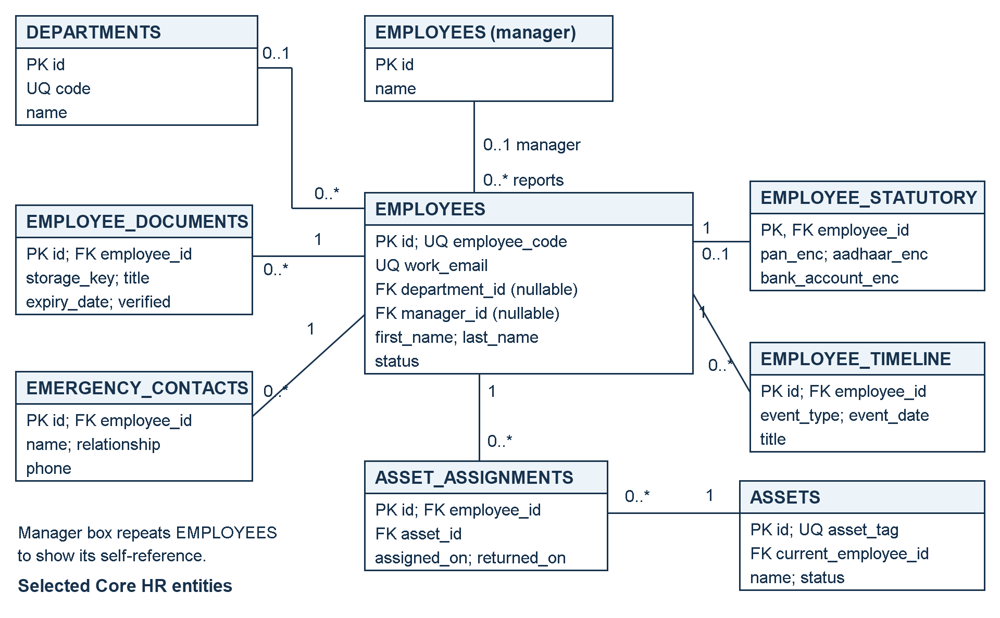 DEPARTMENTS
PK id
UQ code
name
0..1
0..*
EMPLOYEES (manager)
PK id
name
0..1 manager
0..* reports
EMPLOYEES
PK id; UQ employee_code
UQ work_email
FK department_id (nullable)
FK manager_id (nullable)
first_name; last_name
status
EMPLOYEE_DOCUMENTS
PK id; FK employee_id
storage_key; title
expiry_date; verified
1
0..*
EMERGENCY_CONTACTS
PK id; FK employee_id
name; relationship
phone
1
0..*
EMPLOYEE_STATUTORY
PK, FK employee_id
pan_enc; aadhaar_enc
bank_account_enc
1
0..1
EMPLOYEE_TIMELINE
PK id; FK employee_id
event_type; event_date
title
1
0..*
1
0..*
ASSET_ASSIGNMENTS
PK id; FK employee_id
FK asset_id
assigned_on; returned_on
0..*
1
ASSETS
PK id; UQ asset_tag
FK current_employee_id
name; status
Manager box repeats EMPLOYEES
to show its self-reference.
Selected Core HR entities